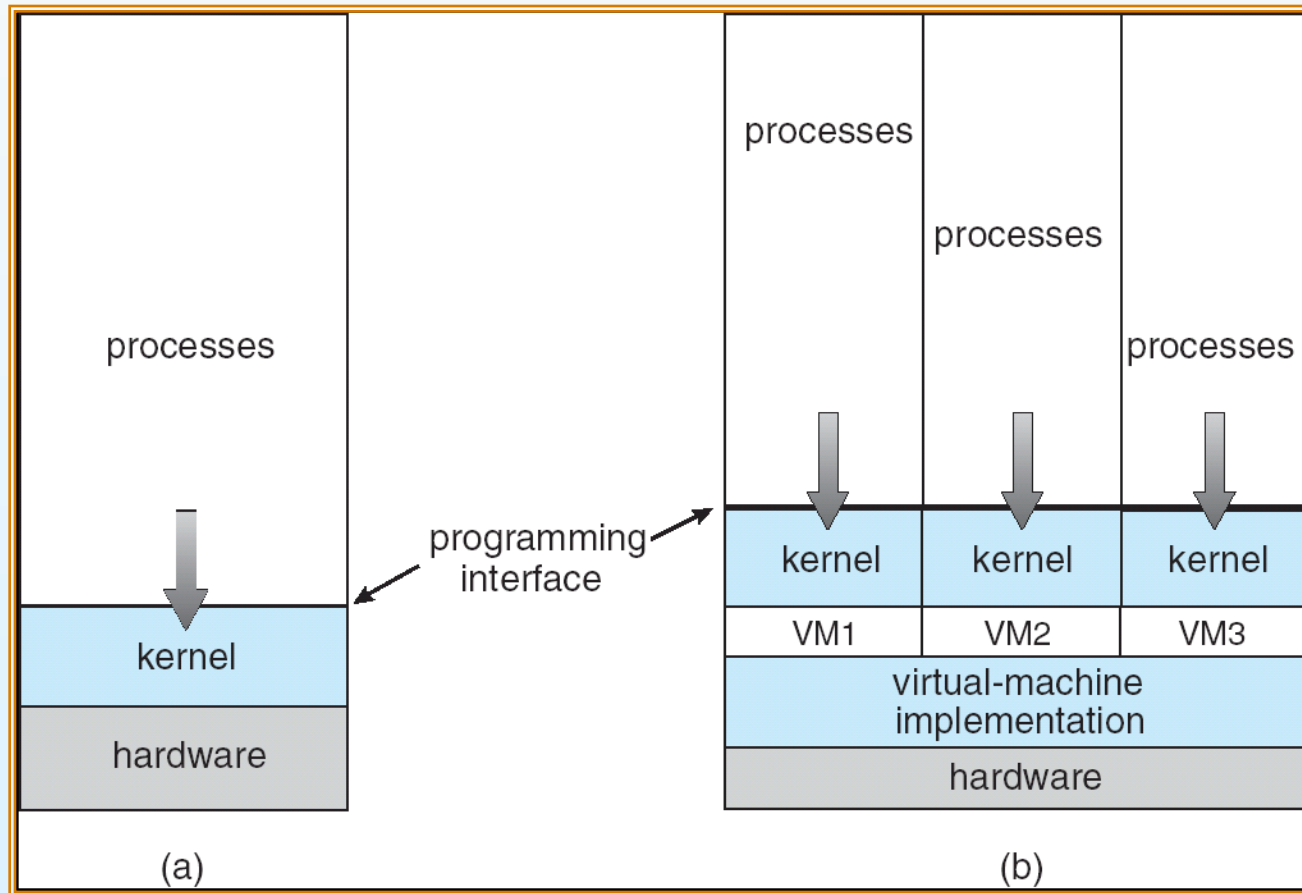 processes
kernel
hardware
(a)
programming
interface
processes
processes
processes
kernel
kernel
kernel
VM1
VM2
VM3
virtual-machine
implementation
hardware
(b)